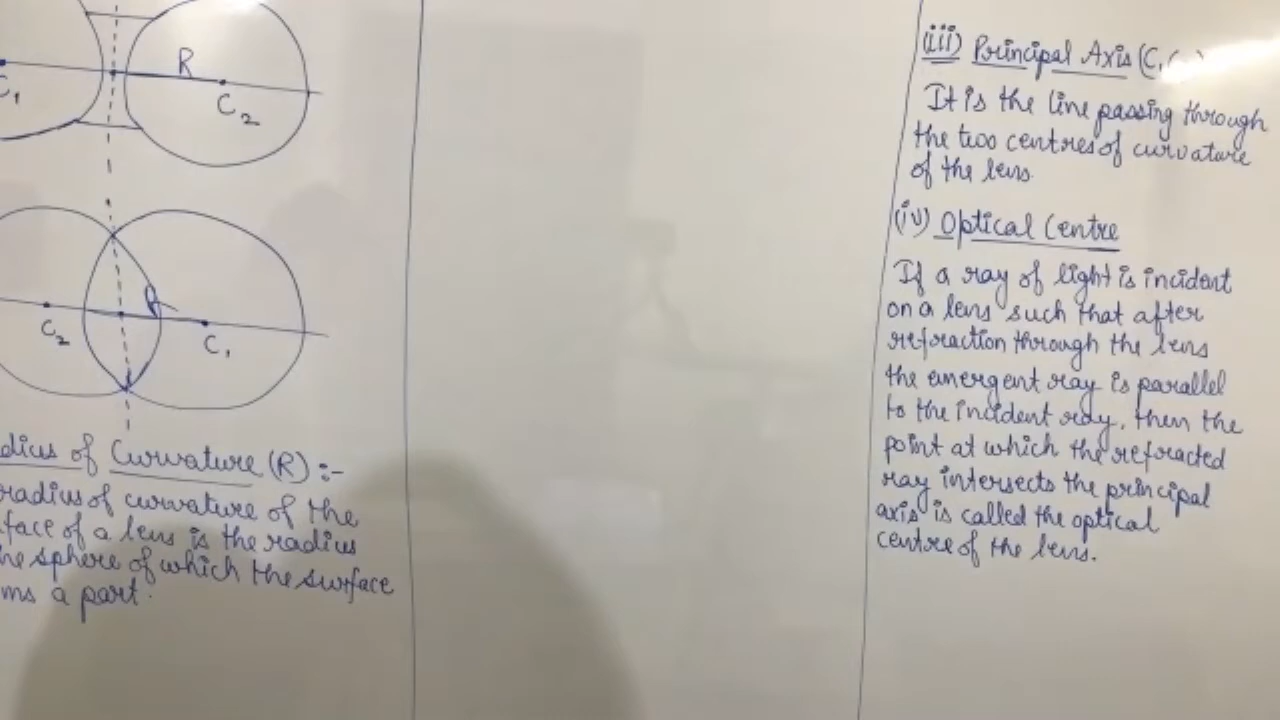 R
C₁
C₂
R
C₂
C₁
of Curvature (R) :-
radius of curvature of the
of a lens is the radius
sphere of which the surface
a part.
(iii) Principal Axis (C₁
It is the line passing through
the two centres of curvature
of the lens
(iv) Optical Centre
If a ray of light is incident
on a lens such that after
refraction through the lens
the emergent ray is parallel
to the incident ray, then the
point at which the refracted
ray intersects the principal
axis is called the optical
centre of the lens.